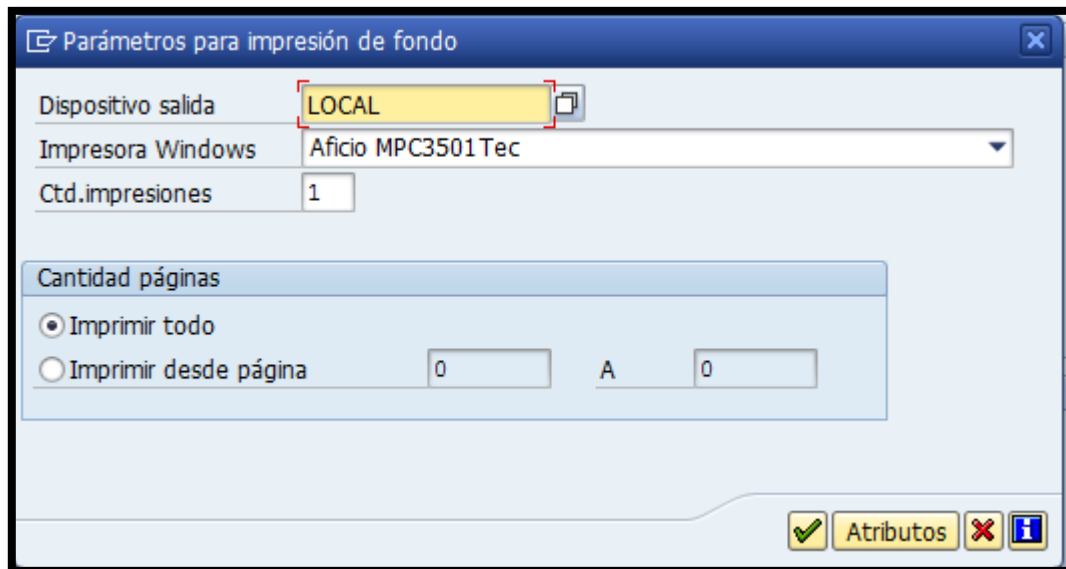 Parámetros para impresión de fondo
Dispositivo salida LOCAL
Impresora Windows Aficio MPC3501Tec
Ctd.impresiones 1
Cantidad páginas
Imprimir todo
Imprimir desde página 0 A 0
Atributos